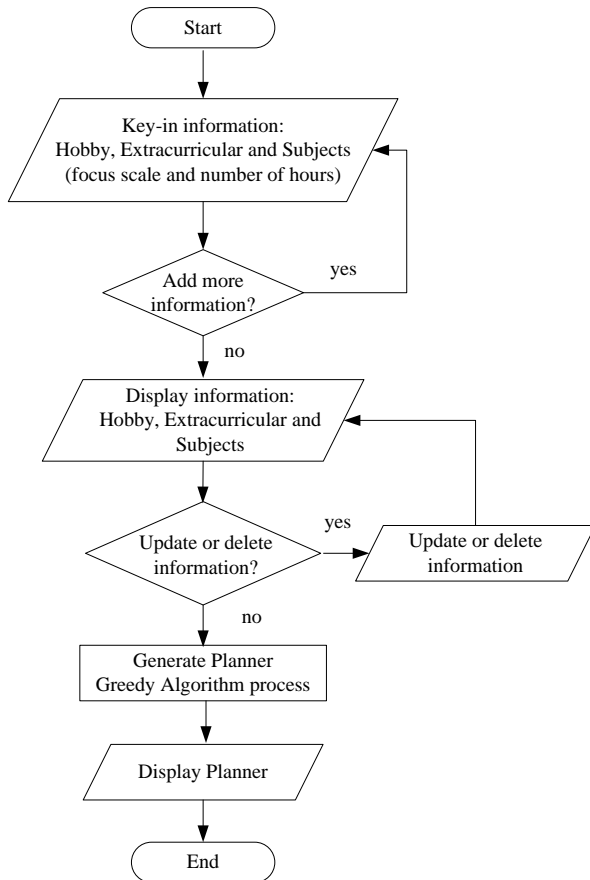 Start
Key-in information:
Hobby, Extracurricular and Subjects
(focus scale and number of hours)
Add more
information?
yes
no
Display information:
Hobby, Extracurricular and
Subjects
Update or delete
information?
yes
Update or delete
information
no
Generate Planner
Greedy Algorithm process
Display Planner
End